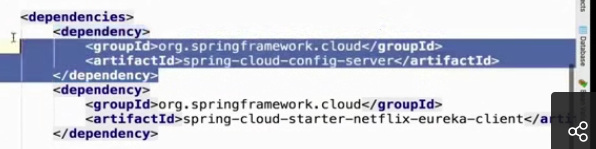 <dependencies>
<dependency>
<groupId>org.springframework.cloud</groupId>
<artifactId>spring-cloud-config-server</artifactId>
</dependency>
<dependency>
<groupId>org.springframework.cloud</groupId>
<artifactId>spring-cloud-starter-netflix-eureka-client</arti
</dependency>
Database